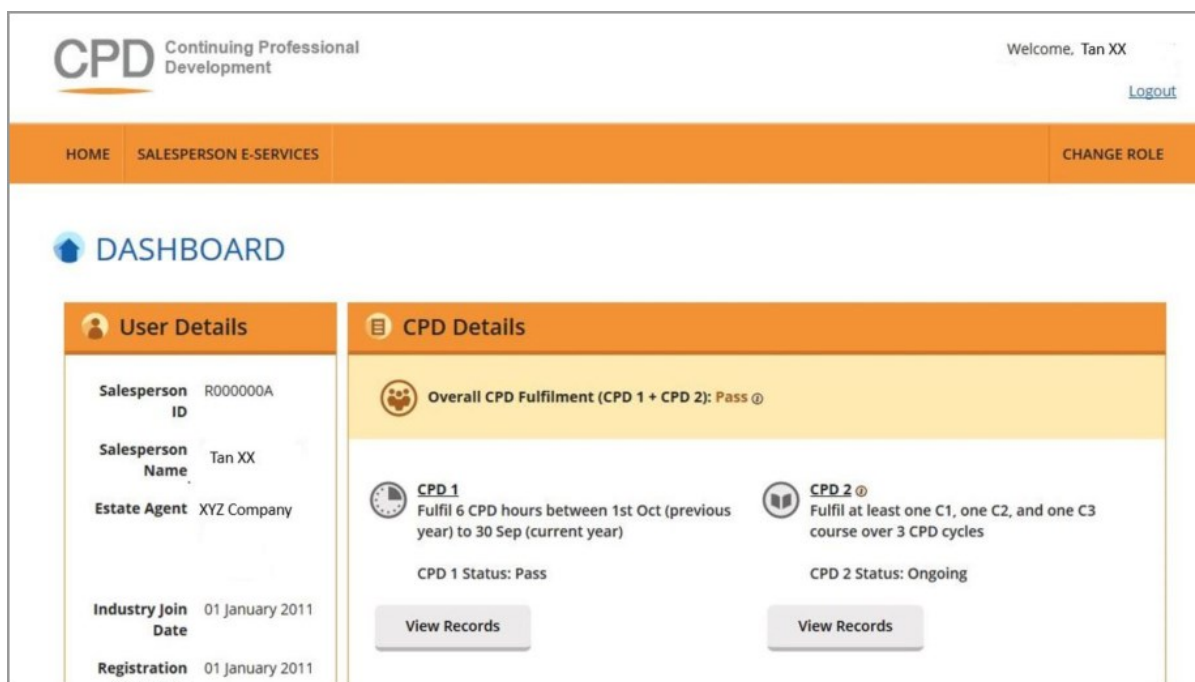 CPD Continuing Professional
Development
Welcome, Tan XX
Logout
HOME SALESPERSON E-SERVICES CHANGE ROLE
DASHBOARD
User Details
Salesperson ID R000000A
Salesperson Name Tan XX
Estate Agent XYZ Company
Industry Join Date 01 January 2011
Registration 01 January 2011
CPD Details
Overall CPD Fulfilment (CPD 1 + CPD 2): Pass
CPD 1
Fulfil 6 CPD hours between 1st Oct (previous
year) to 30 Sep (current year)
CPD 1 Status: Pass
View Records
CPD 2
Fulfil at least one C1, one C2, and one C3
course over 3 CPD cycles
CPD 2 Status: Ongoing
View Records